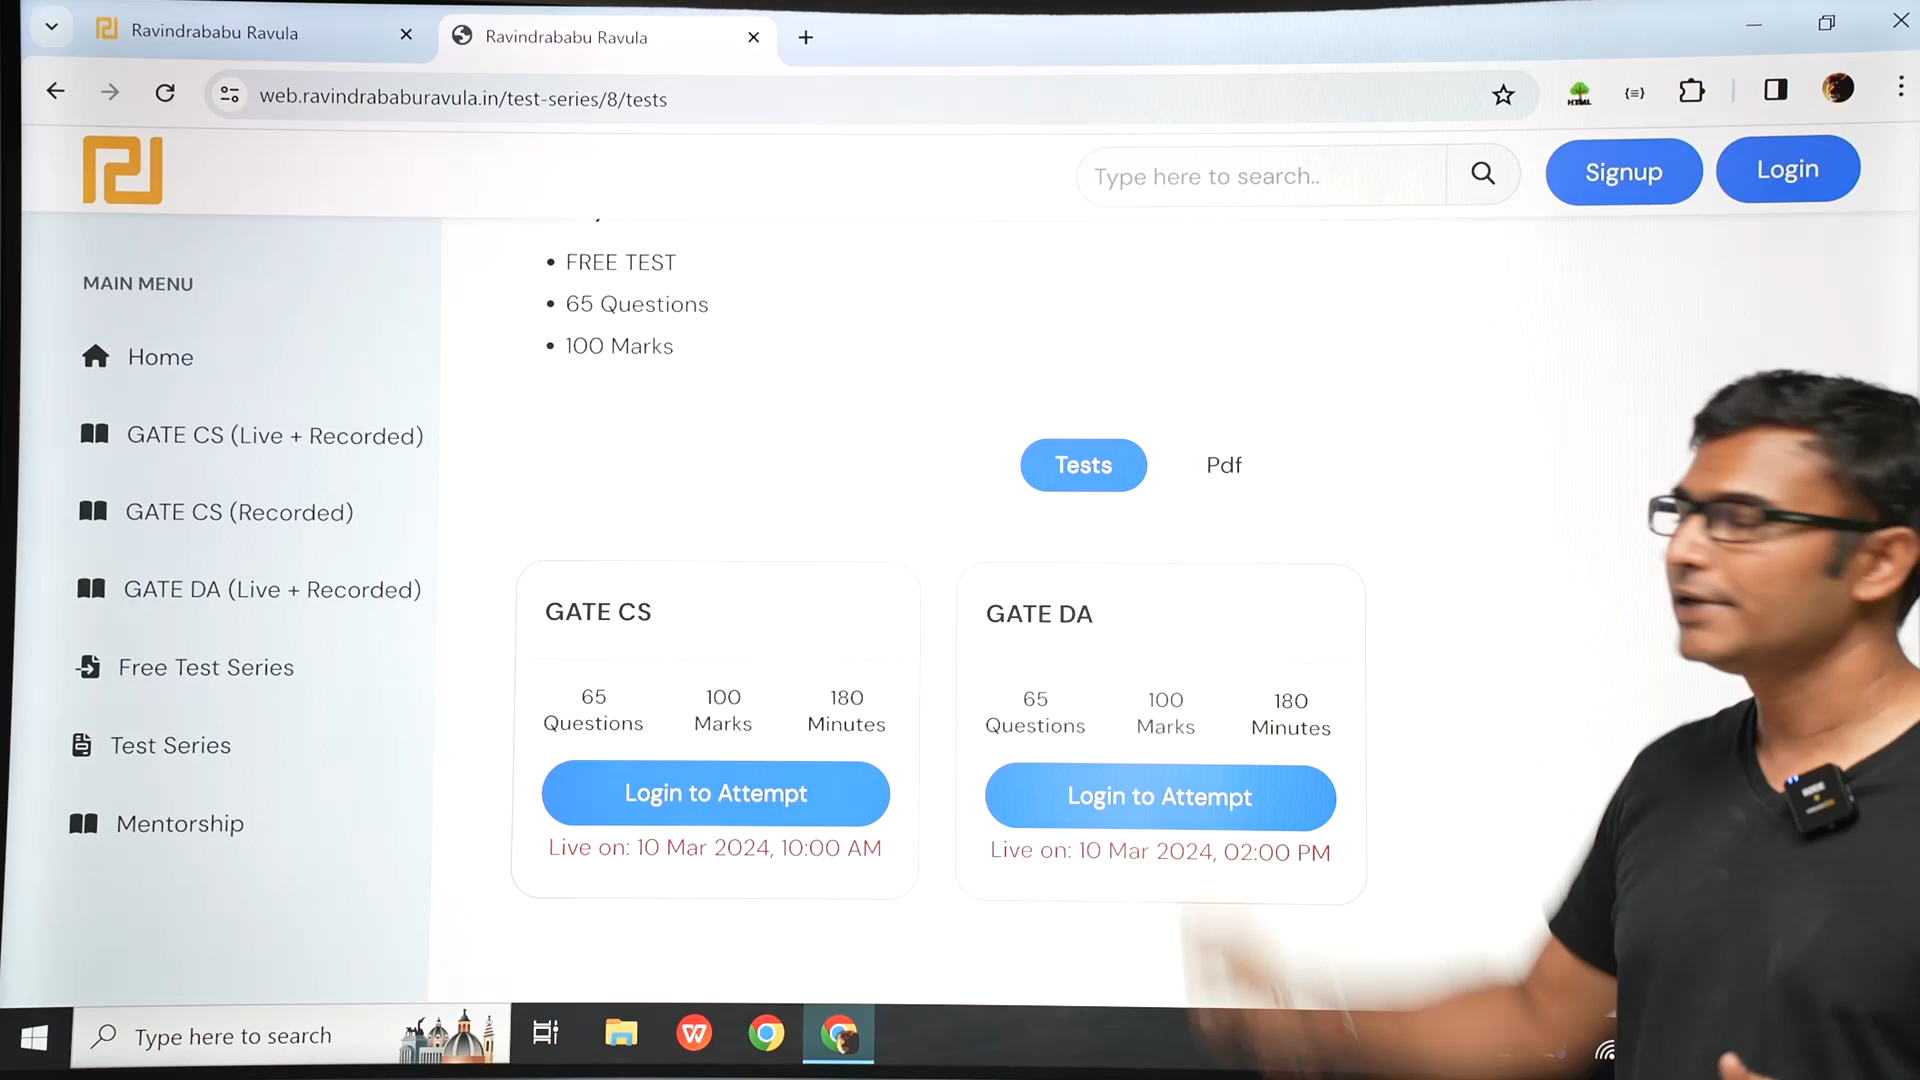 Ravindrababu Ravula
Ravindrababu Ravula
web.ravindrababuravula.in/test-series/8/tests
HTML
Type here to search..
Signup
Login
MAIN MENU
Home
GATE CS (Live + Recorded)
GATE CS (Recorded)
GATE DA (Live + Recorded)
Free Test Series
Test Series
Mentorship
• FREE TEST
• 65 Questions
• 100 Marks
Tests
Pdf
GATE CS
65 Questions
100 Marks
180 Minutes
Login to Attempt
Live on: 10 Mar 2024, 10:00 AM
GATE DA
65 Questions
100 Marks
180 Minutes
Login to Attempt
Live on: 10 Mar 2024, 02:00 PM
Type here to search